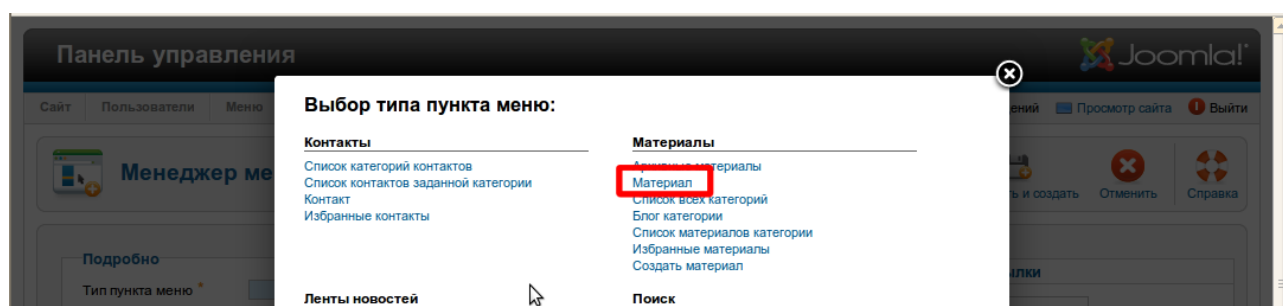 Панель управления
Joomla!
Сайт Пользователи Меню
ений Просмотр сайта Выйти
Выбор типа пункта меню:
Контакты
Список категорий контактов
Список контактов заданной категории
Контакт
Избранные контакты
Материалы
Архивные материалы
Материал
Список всех категорий
Блог категории
Список материалов категории
Избранные материалы
Создать материал
Ленты новостей
Поиск
Менеджер ме
ть и создать Отменить Справка
Подробно
Тип пункта меню *
ылки